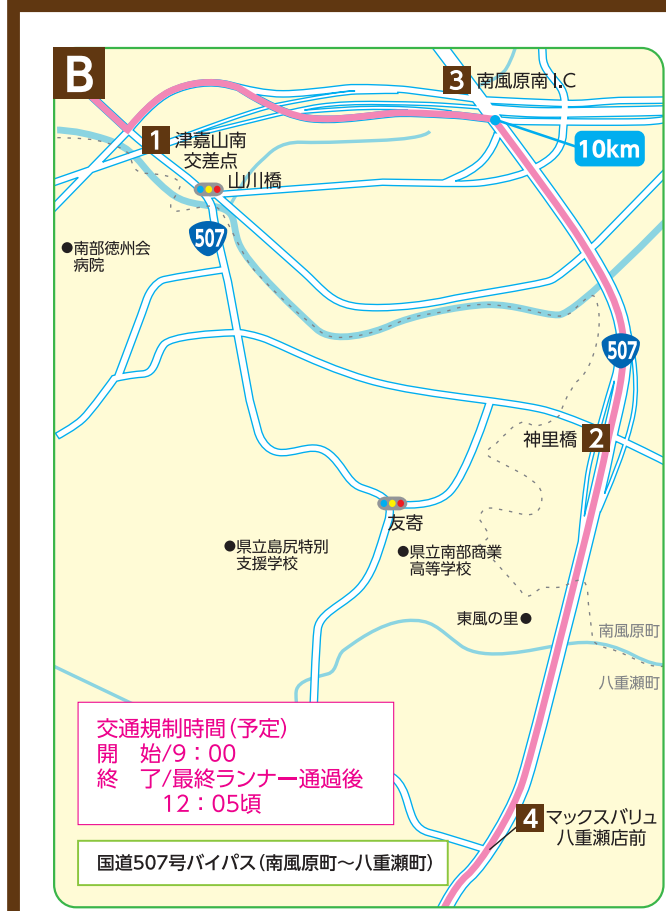 B
3 南風原南I.C
10km
1 津嘉山南
交差点
山川橋
507
南部徳州会
病院
507
神里橋 2
友寄
県立島尻特別
支援学校
県立南部商業
高等学校
東風の里
南風原町
八重瀬町
交通規制時間(予定)
開 始/9:00
終 了/最終ランナー通過後
12:05頃
4 マックスバリュ
八重瀬店前
国道507号バイパス(南風原町〜八重瀬町)